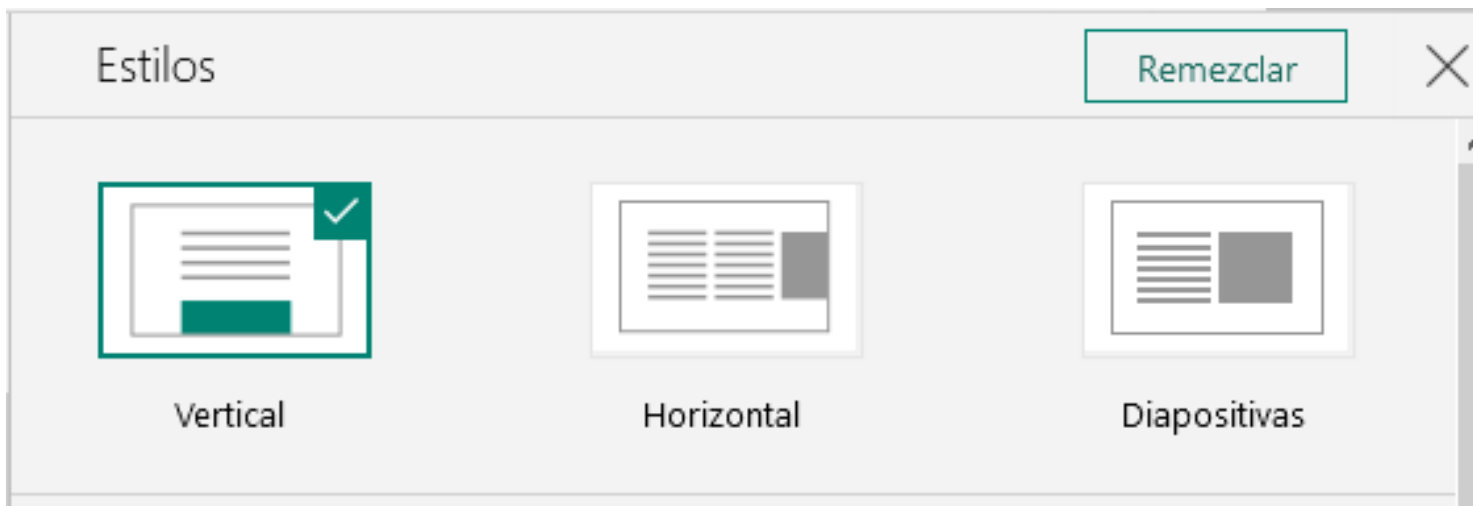 Estilos
Remezclar
Vertical
Horizontal
Diapositivas